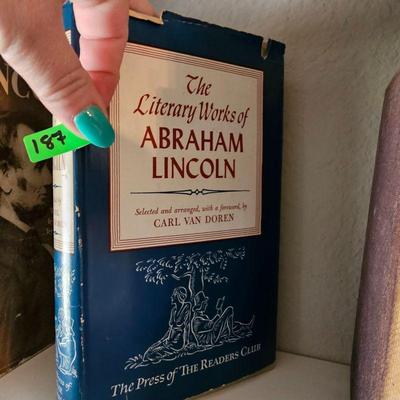 187
The
Literary Works of
ABRAHAM
LINCOLN
Selected and arranged, with a foreword, by
CARL VAN DOREN
The Press of THE READERS CLUB
NC